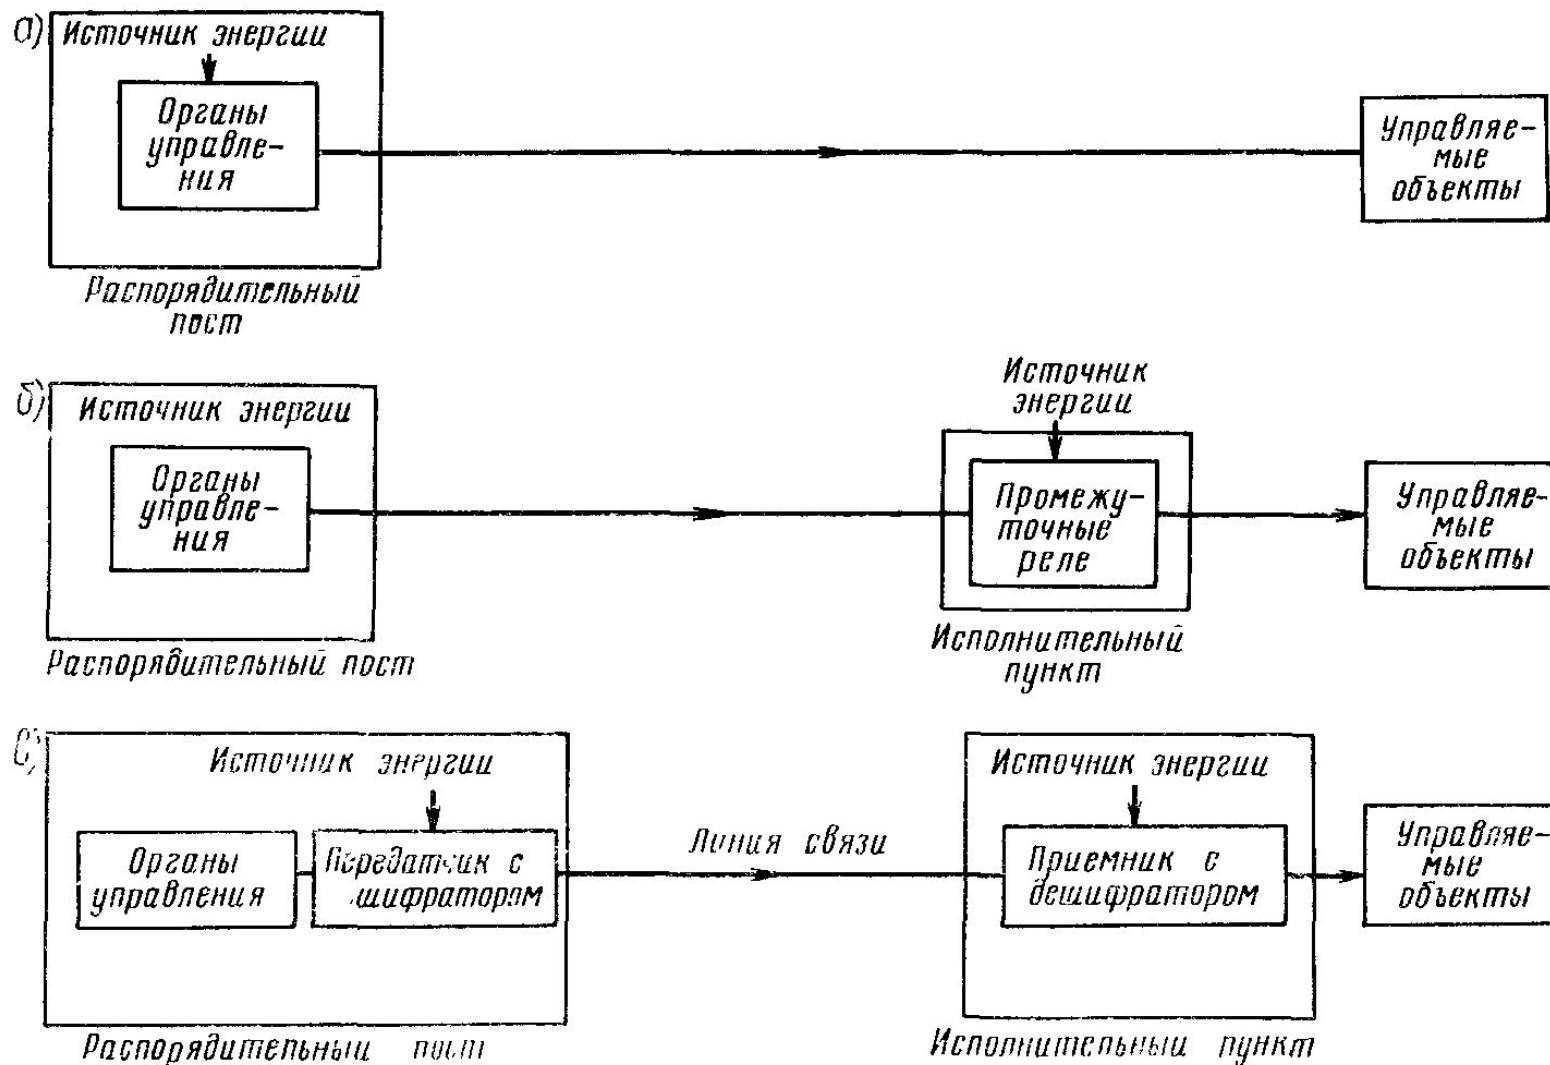 а)
Источник энергии
Органы
управле-
ния
Управляе-
мые
объекты
Распорядительный
пост
б)
Источник энергии
Органы
управле-
ния
Источник
энергии
Промежу-
точные
реле
Управляе-
мые
объекты
Распорядительный пост
Исполнительный
пункт
Источник энергии
Органы
управления
Передатчик с
шифратором
Линия связи
Источник энергии
Приемник с
дешифратором
Управляе-
мые
объекты
Распорядительный пост
Исполнительный пункт